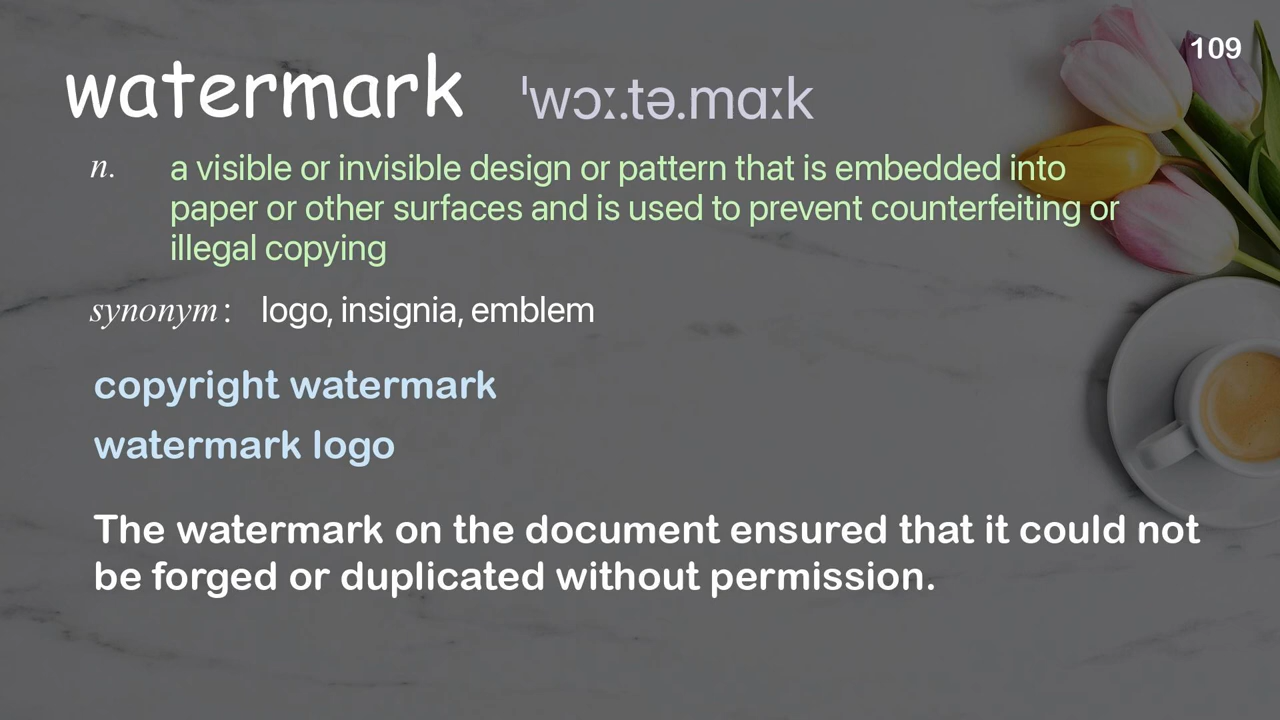 109
watermark ˈwɔː.tə.mɑːk
n. a visible or invisible design or pattern that is embedded into
paper or other surfaces and is used to prevent counterfeiting or
illegal copying
synonym: logo, insignia, emblem
copyright watermark
watermark logo
The watermark on the document ensured that it could not
be forged or duplicated without permission.